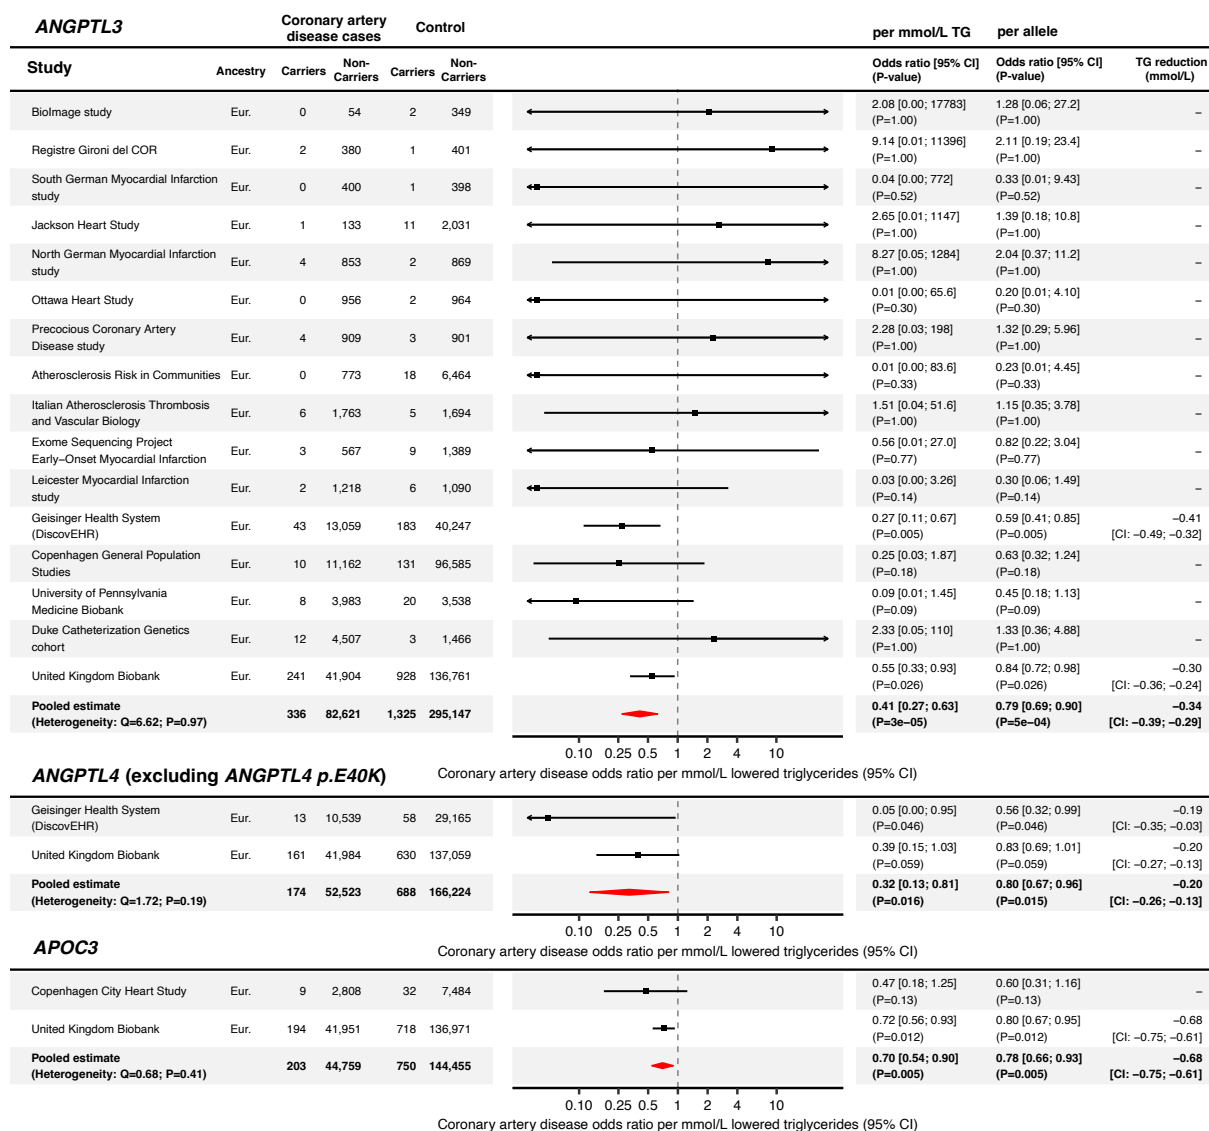 ANGPTL3
Coronary artery disease cases
Control
per mmol/L TG
per allele
Study
Ancestry
Carriers
Non-Carriers
Carriers
Non-Carriers
Odds ratio [95% CI] (P-value)
Odds ratio [95% CI] (P-value)
TG reduction (mmol/L)
BioImage study Eur. 0 54 2 349 2.08 [0.00; 17783] 1.28 [0.06; 27.2] –
(P=1.00) (P=1.00)
Registre Gironi del COR Eur. 2 380 1 401 9.14 [0.01; 11396] 2.11 [0.19; 23.4] –
(P=1.00) (P=1.00)
South German Myocardial Infarction
study Eur. 0 400 1 398 0.04 [0.00; 772] 0.33 [0.01; 9.43] –
(P=0.52) (P=0.52)
Jackson Heart Study Eur. 1 133 11 2,031 2.65 [0.01; 1147] 1.39 [0.18; 10.8] –
(P=1.00) (P=1.00)
North German Myocardial Infarction
study Eur. 4 853 2 869 8.27 [0.05; 1284] 2.04 [0.37; 11.2] –
(P=1.00) (P=1.00)
Ottawa Heart Study Eur. 0 956 2 964 0.01 [0.00; 65.6] 0.20 [0.01; 4.10] –
(P=0.30) (P=0.30)
Precocious Coronary Artery
Disease study Eur. 4 909 3 901 2.28 [0.03; 198] 1.32 [0.29; 5.96] –
(P=1.00) (P=1.00)
Atherosclerosis Risk in Communities Eur. 0 773 18 6,464 0.01 [0.00; 83.6] 0.23 [0.01; 4.45] –
(P=0.33) (P=0.33)
Italian Atherosclerosis Thrombosis
and Vascular Biology Eur. 6 1,763 5 1,694 1.51 [0.04; 51.6] 1.15 [0.35; 3.78] –
(P=1.00) (P=1.00)
Exome Sequencing Project
Early–Onset Myocardial Infarction Eur. 3 567 9 1,389 0.56 [0.01; 27.0] 0.82 [0.22; 3.04] –
(P=0.77) (P=0.77)
Leicester Myocardial Infarction
study Eur. 2 1,218 6 1,090 0.03 [0.00; 3.26] 0.30 [0.06; 1.49] –
(P=0.14) (P=0.14)
Geisinger Health System
(DiscovEHR) Eur. 43 13,059 183 40,247 0.27 [0.11; 0.67] 0.59 [0.41; 0.85] −0.41
(P=0.005) (P=0.005) [CI: −0.49; −0.32]
Copenhagen General Population
Studies Eur. 10 11,162 131 96,585 0.25 [0.03; 1.87] 0.63 [0.32; 1.24] –
(P=0.18) (P=0.18)
University of Pennsylvania
Medicine Biobank Eur. 8 3,983 20 3,538 0.09 [0.01; 1.45] 0.45 [0.18; 1.13] –
(P=0.09) (P=0.09)
Duke Catheterization Genetics
cohort Eur. 12 4,507 3 1,466 2.33 [0.05; 110] 1.33 [0.36; 4.88] –
(P=1.00) (P=1.00)
United Kingdom Biobank Eur. 241 41,904 928 136,761 0.55 [0.33; 0.93] 0.84 [0.72; 0.98] −0.30
(P=0.026) (P=0.026) [CI: −0.36; −0.24]
Pooled estimate 336 82,621 1,325 295,147 0.41 [0.27; 0.63] 0.79 [0.69; 0.90] −0.34
(Heterogeneity: Q=6.62; P=0.97) (P=3e−05) (P=5e−04) [CI: −0.39; −0.29]
0.10 0.25 0.5 1 2 4 10
Coronary artery disease odds ratio per mmol/L lowered triglycerides (95% CI)
ANGPTL4 (excluding ANGPTL4 p.E40K)
Geisinger Health System
(DiscovEHR) Eur. 13 10,539 58 29,165 0.05 [0.00; 0.95] 0.56 [0.32; 0.99] −0.19
(P=0.046) (P=0.046) [CI: −0.35; −0.03]
United Kingdom Biobank Eur. 161 41,984 630 137,059 0.39 [0.15; 1.03] 0.83 [0.69; 1.01] −0.20
(P=0.059) (P=0.059) [CI: −0.27; −0.13]
Pooled estimate 174 52,523 688 166,224 0.32 [0.13; 0.81] 0.80 [0.67; 0.96] −0.20
(Heterogeneity: Q=1.72; P=0.19) (P=0.016) (P=0.015) [CI: −0.26; −0.13]
0.10 0.25 0.5 1 2 4 10
Coronary artery disease odds ratio per mmol/L lowered triglycerides (95% CI)
APOC3
Copenhagen City Heart Study Eur. 9 2,808 32 7,484 0.47 [0.18; 1.25] 0.60 [0.31; 1.16] –
(P=0.13) (P=0.13)
United Kingdom Biobank Eur. 194 41,951 718 136,971 0.72 [0.56; 0.93] 0.80 [0.67; 0.95] −0.68
(P=0.012) (P=0.012) [CI: −0.75; −0.61]
Pooled estimate 203 44,759 750 144,455 0.70 [0.54; 0.90] 0.78 [0.66; 0.93] −0.68
(Heterogeneity: Q=0.68; P=0.41) (P=0.005) (P=0.005) [CI: −0.75; −0.61]
0.10 0.25 0.5 1 2 4 10
Coronary artery disease odds ratio per mmol/L lowered triglycerides (95% CI)